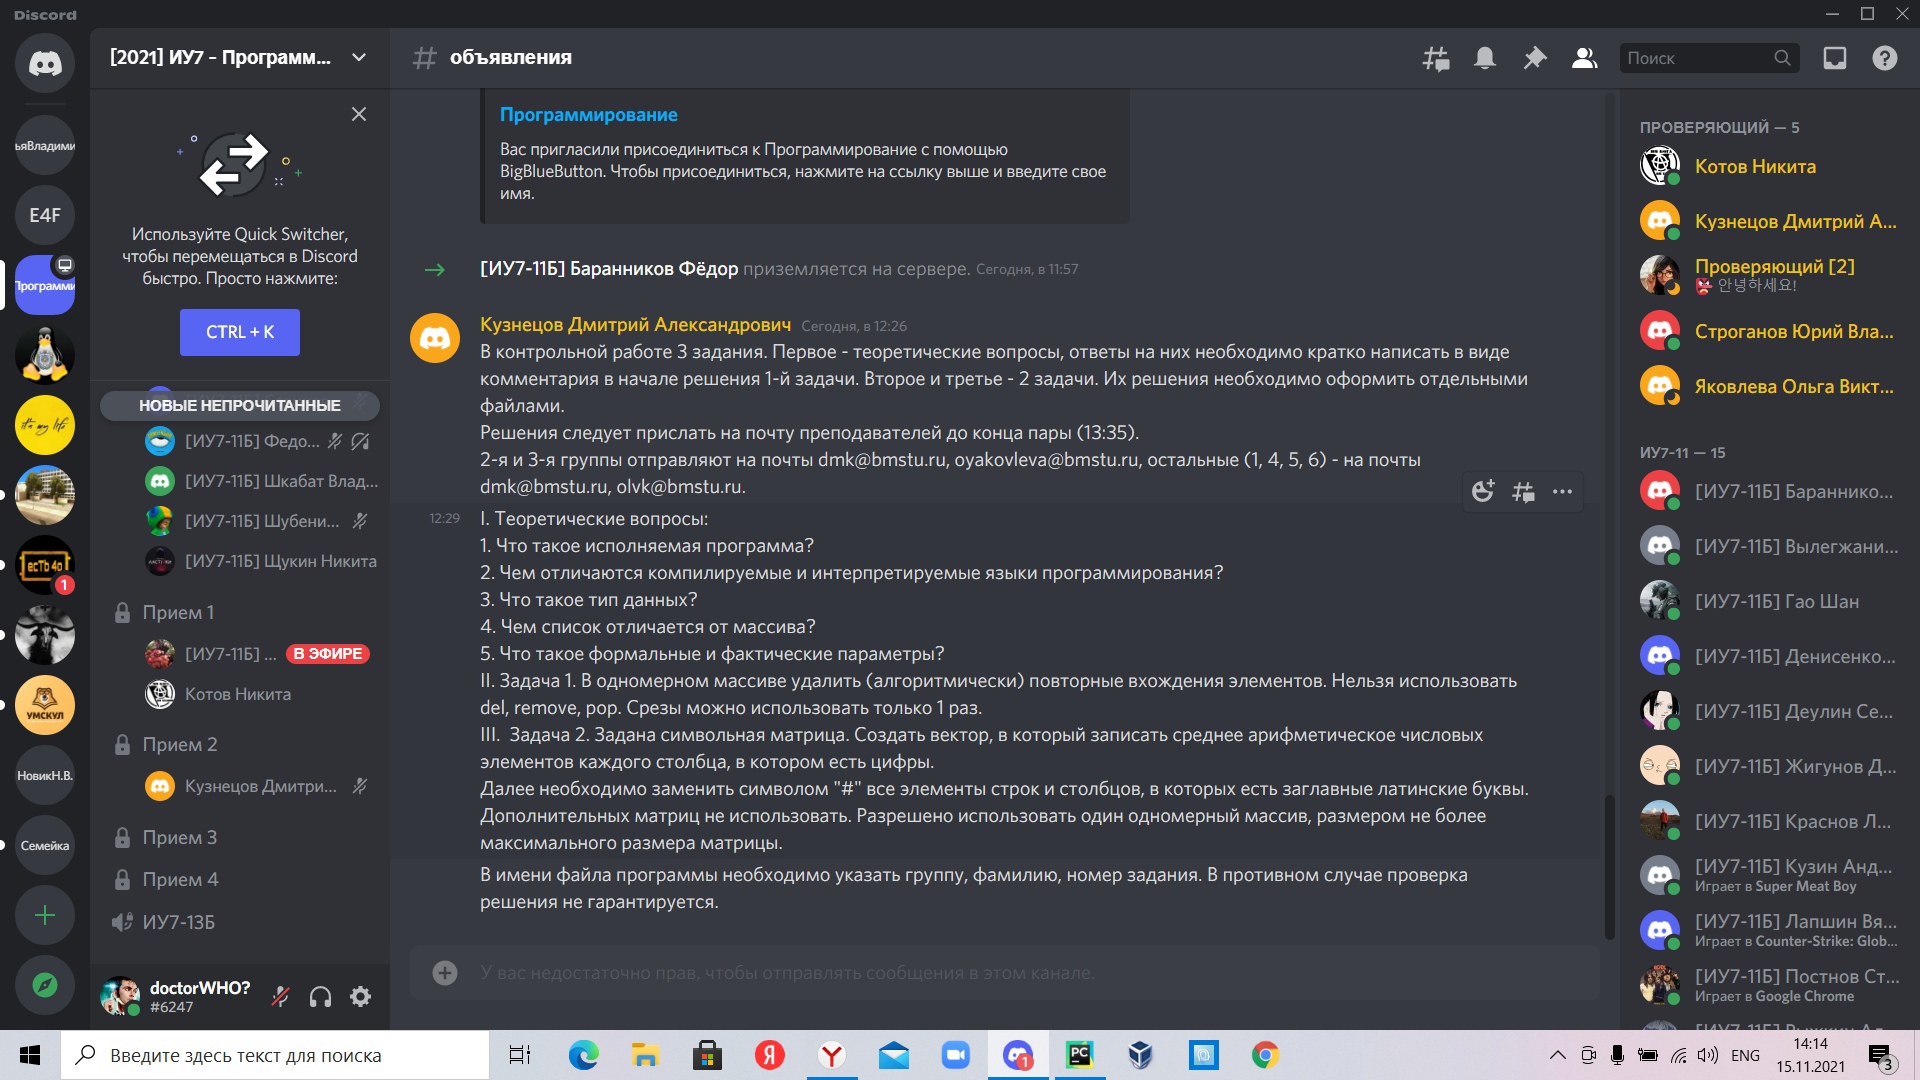 Discord
[2021] ИУ7 - Программ...
объявления
Поиск
ьяВладими
E4F
Программи
it's my life
есть 40
1
УМСКУЛ
НовикН.В.
Семейка
Используйте Quick Switcher,
чтобы перемещаться в Discord
быстро. Просто нажмите:
CTRL + K
НОВЫЕ НЕПРОЧИТАННЫЕ
[ИУ7-11Б] Федо...
[ИУ7-11Б] Шкабат Влад...
[ИУ7-11Б] Шубени...
[ИУ7-11Б] Щукин Никита
Прием 1
[ИУ7-11Б] ... В ЭФИРЕ
Котов Никита
Прием 2
Кузнецов Дмитри...
Прием 3
Прием 4
ИУ7-13Б
doctorWHO?
#6247
Программирование
Вас пригласили присоединиться к Программирование с помощью
BigBlueButton. Чтобы присоединиться, нажмите на ссылку выше и введите свое
имя.
[ИУ7-11Б] Баранников Фёдор приземляется на сервере. Сегодня, в 11:57
Кузнецов Дмитрий Александрович Сегодня, в 12:26
В контрольной работе 3 задания. Первое - теоретические вопросы, ответы на них необходимо кратко написать в виде
комментария в начале решения 1-й задачи. Второе и третье - 2 задачи. Их решения необходимо оформить отдельными
файлами.
Решения следует прислать на почту преподавателей до конца пары (13:35).
2-я и 3-я группы отправляют на почты dmk@bmstu.ru, oyakovleva@bmstu.ru, остальные (1, 4, 5, 6) - на почты
dmk@bmstu.ru, olvk@bmstu.ru.
12:29 I. Теоретические вопросы:
1. Что такое исполняемая программа?
2. Чем отличаются компилируемые и интерпретируемые языки программирования?
3. Что такое тип данных?
4. Чем список отличается от массива?
5. Что такое формальные и фактические параметры?
II. Задача 1. В одномерном массиве удалить (алгоритмически) повторные вхождения элементов. Нельзя использовать
del, remove, pop. Срезы можно использовать только 1 раз.
III. Задача 2. Задана символьная матрица. Создать вектор, в который записать среднее арифметическое числовых
элементов каждого столбца, в котором есть цифры.
Далее необходимо заменить символом "#" все элементы строк и столбцов, в которых есть заглавные латинские буквы.
Дополнительных матриц не использовать. Разрешено использовать один одномерный массив, размером не более
максимального размера матрицы.
В имени файла программы необходимо указать группу, фамилию, номер задания. В противном случае проверка
решения не гарантируется.
У вас недостаточно прав, чтобы отправлять сообщения в этом канале.
ПРОВЕРЯЮЩИЙ — 5
Котов Никита
Кузнецов Дмитрий А...
Проверяющий [2]
안녕하세요!
Строганов Юрий Вла...
Яковлева Ольга Викт...
ИУ7-11 — 15
[ИУ7-11Б] Бараннико...
[ИУ7-11Б] Вылегжани...
[ИУ7-11Б] Гао Шан
[ИУ7-11Б] Денисенко...
[ИУ7-11Б] Деулин Се...
[ИУ7-11Б] Жигунов Д...
[ИУ7-11Б] Краснов Л...
[ИУ7-11Б] Кузин Анд...
Играет в Super Meat Boy
[ИУ7-11Б] Лапшин Вя...
Играет в Counter-Strike: Glob...
[ИУ7-11Б] Постнов Ст...
Играет в Google Chrome
Введите здесь текст для поиска
Я
Y
1
PC
ENG
14:14
15.11.2021
3